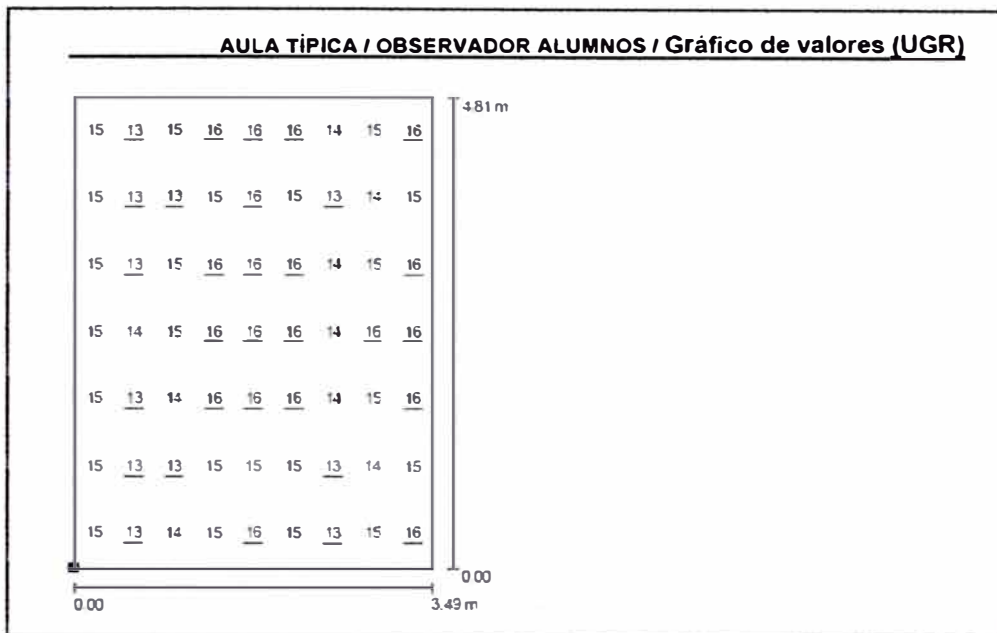 AULA TÍPICA / OBSERVADOR ALUMNOS / Gráfico de valores (UGR)
4.81 m
15 13 15 16 16 16 14 15 16
15 13 13 15 16 15 13 14 15
15 13 15 16 16 16 14 15 16
15 14 15 16 16 16 14 16 16
15 13 14 16 16 16 14 15 16
15 13 13 15 15 15 13 14 15
15 13 14 15 16 15 13 15 16
0.00
0.00 3.49 m